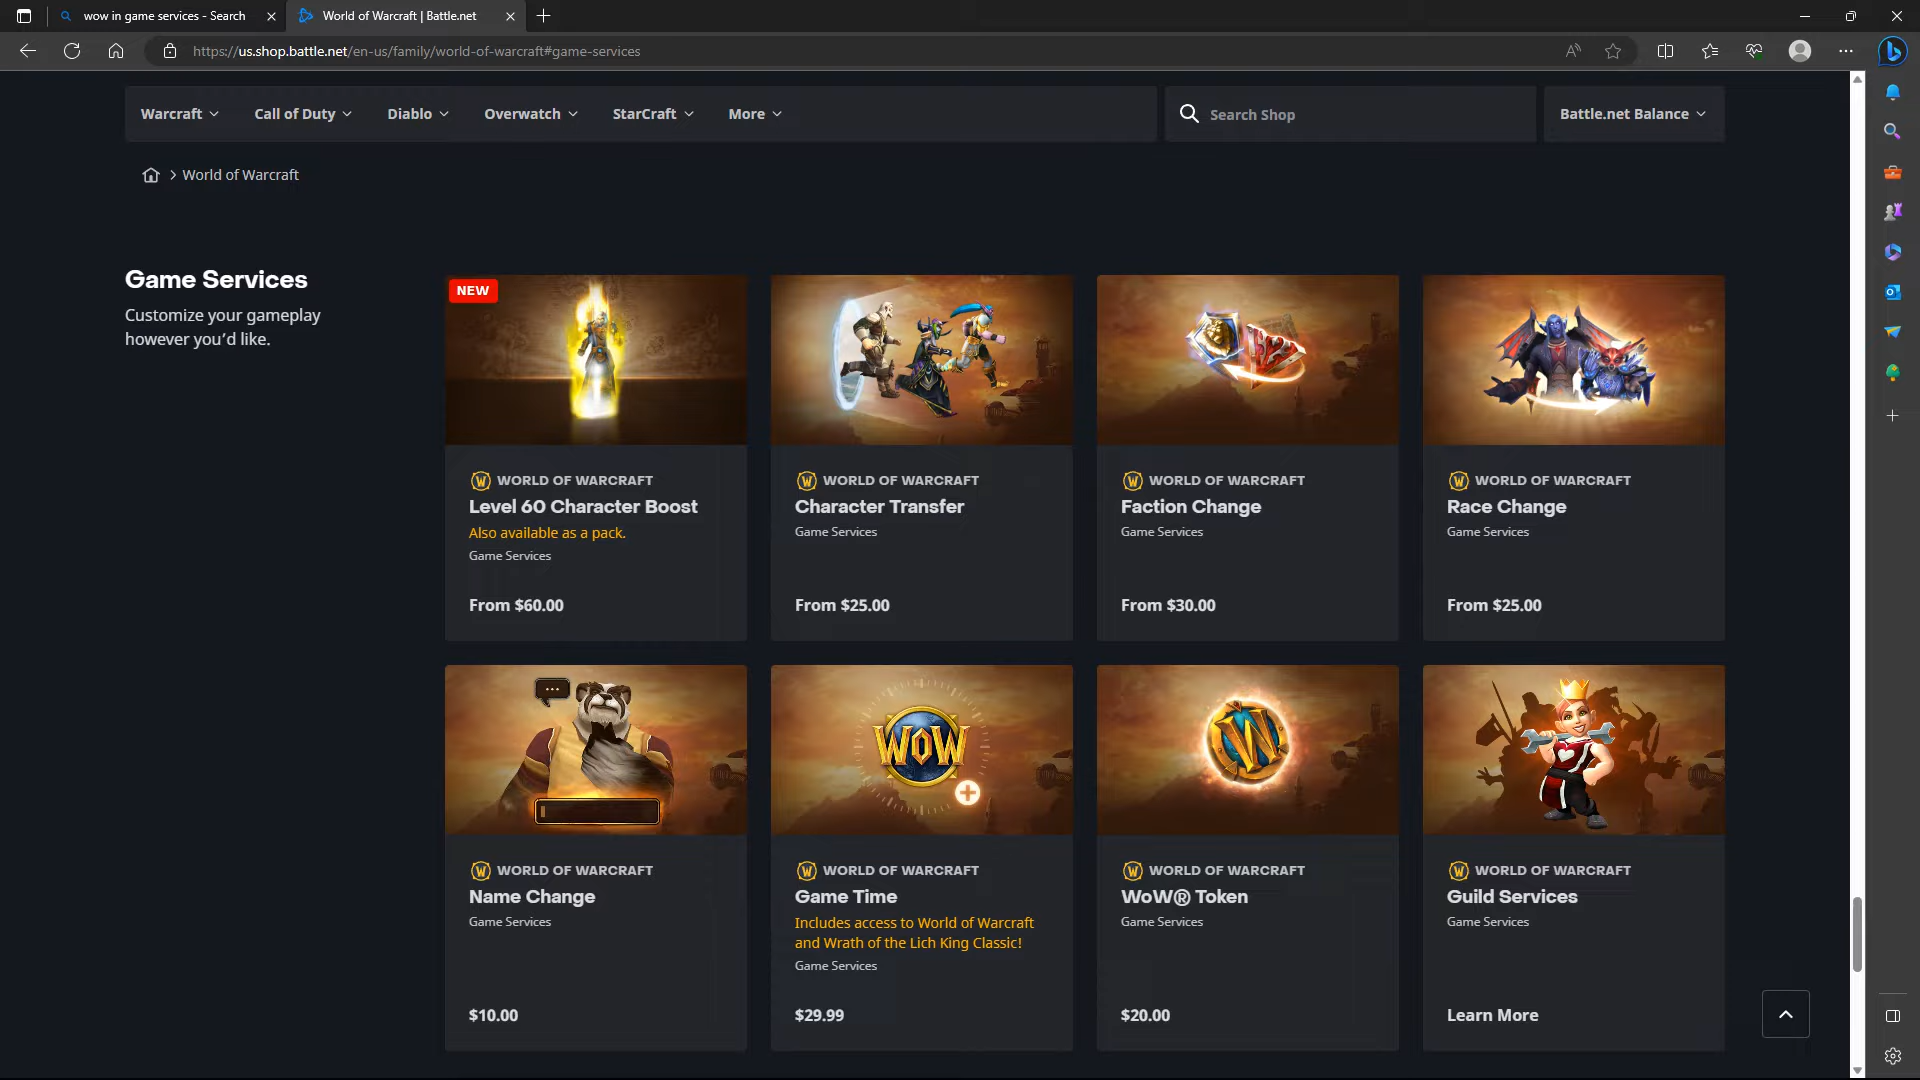 wow in game services - Search
World of Warcraft | Battle.net
https://us.shop.battle.net/en-us/family/world-of-warcraft#game-services
Warcraft
Call of Duty
Diablo
Overwatch
StarCraft
More
Search Shop
Battle.net Balance
World of Warcraft
Game Services
Customize your gameplay
however you'd like.
NEW
WORLD OF WARCRAFT
Level 60 Character Boost
Also available as a pack.
Game Services
From $60.00
WORLD OF WARCRAFT
Character Transfer
Game Services
From $25.00
WORLD OF WARCRAFT
Faction Change
Game Services
From $30.00
WORLD OF WARCRAFT
Race Change
Game Services
From $25.00
WORLD OF WARCRAFT
Name Change
Game Services
$10.00
WOW
WORLD OF WARCRAFT
Game Time
Includes access to World of Warcraft
and Wrath of the Lich King Classic!
Game Services
$29.99
W
WORLD OF WARCRAFT
WoW® Token
Game Services
$20.00
WORLD OF WARCRAFT
Guild Services
Game Services
Learn More